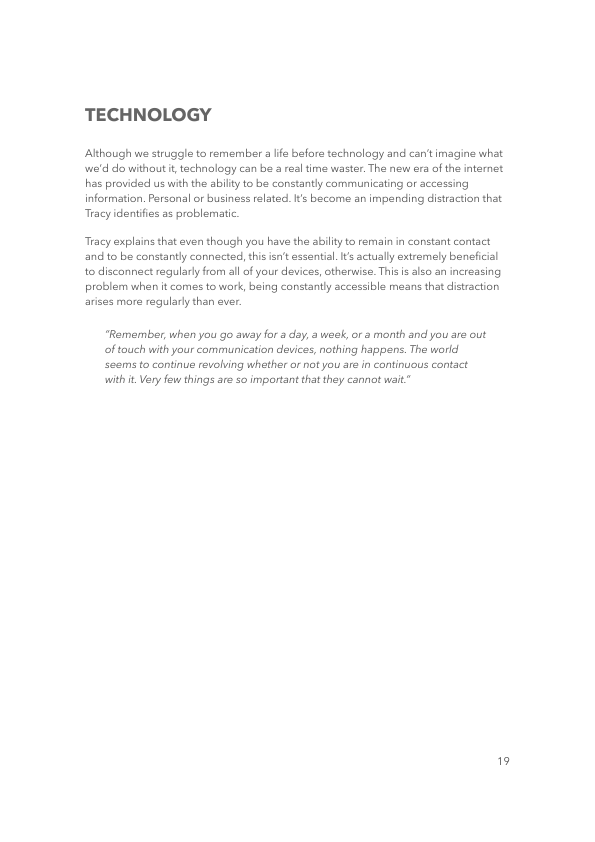 TECHNOLOGY
Although we struggle to remember a life before technology and can’t imagine what
we’d do without it, technology can be a real time waster. The new era of the internet
has provided us with the ability to be constantly communicating or accessing
information. Personal or business related. It’s become an impending distraction that
Tracy identifies as problematic.
Tracy explains that even though you have the ability to remain in constant contact
and to be constantly connected, this isn’t essential. It’s actually extremely beneficial
to disconnect regularly from all of your devices, otherwise. This is also an increasing
problem when it comes to work, being constantly accessible means that distraction
arises more regularly than ever.
“Remember, when you go away for a day, a week, or a month and you are out
of touch with your communication devices, nothing happens. The world
seems to continue revolving whether or not you are in continuous contact
with it. Very few things are so important that they cannot wait.”
19